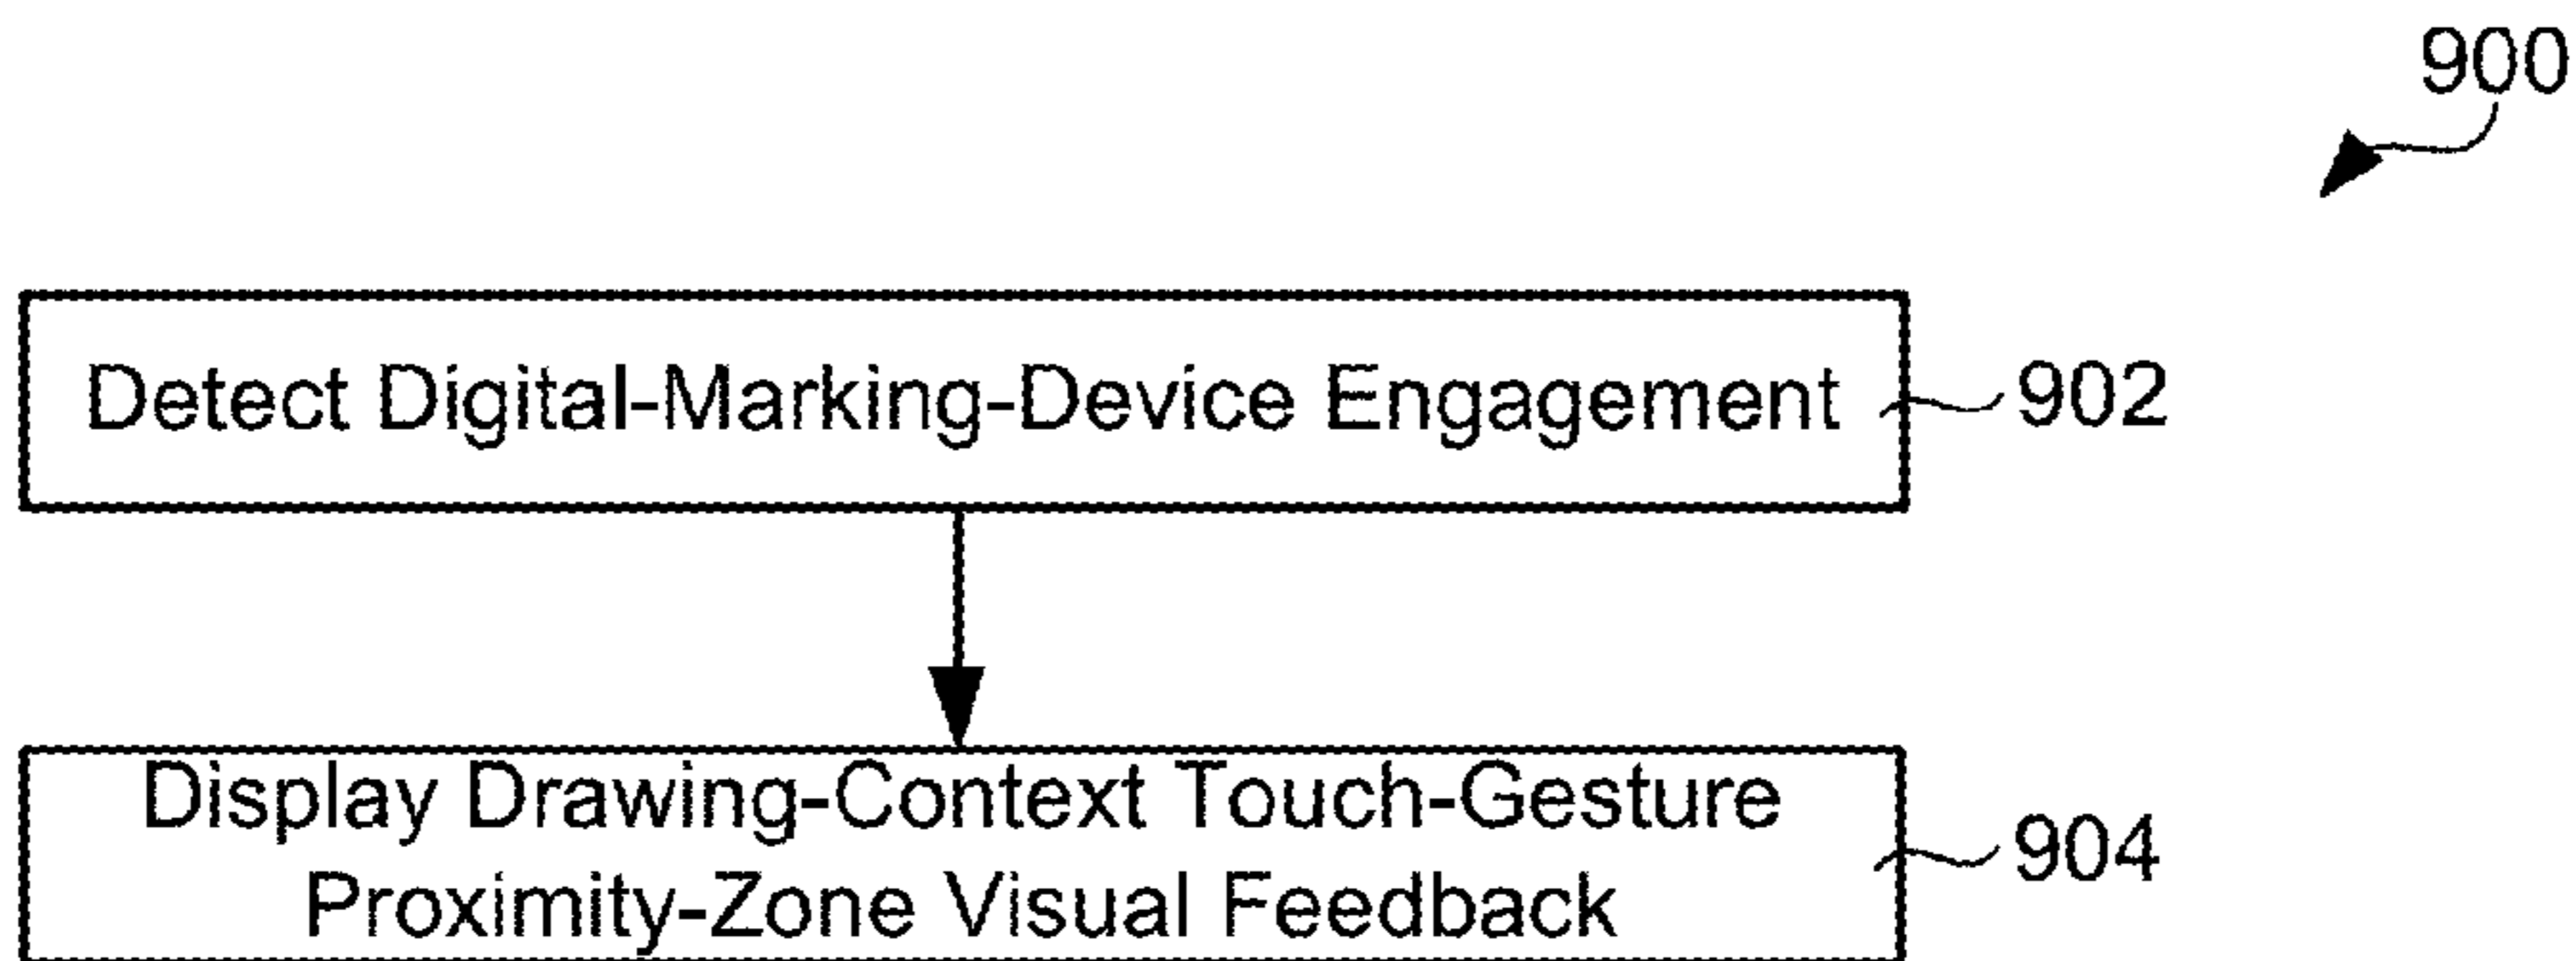 900
Detect Digital-Marking-Device Engagement
902
Display Drawing-Context Touch-Gesture
Proximity-Zone Visual Feedback
904